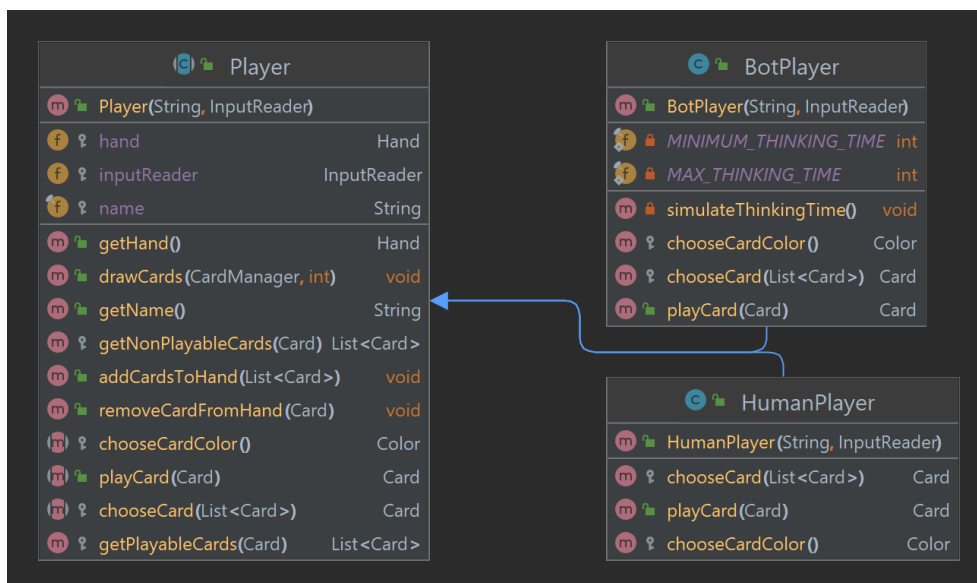 Player
Player(String, InputReader)
hand Hand
inputReader InputReader
name String
getHand() Hand
drawCards(CardManager, int) void
getName() String
getNonPlayableCards(Card) List<Card>
addCardsToHand(List<Card>) void
removeCardFromHand(Card) void
chooseCardColor() Color
playCard(Card) Card
chooseCard(List<Card>) Card
getPlayableCards(Card) List<Card>
BotPlayer
BotPlayer(String, InputReader)
MINIMUM_THINKING_TIME int
MAX_THINKING_TIME int
simulateThinkingTime() void
chooseCardColor() Color
chooseCard(List<Card>) Card
playCard(Card) Card
HumanPlayer
HumanPlayer(String, InputReader)
chooseCard(List<Card>) Card
playCard(Card) Card
chooseCardColor() Color